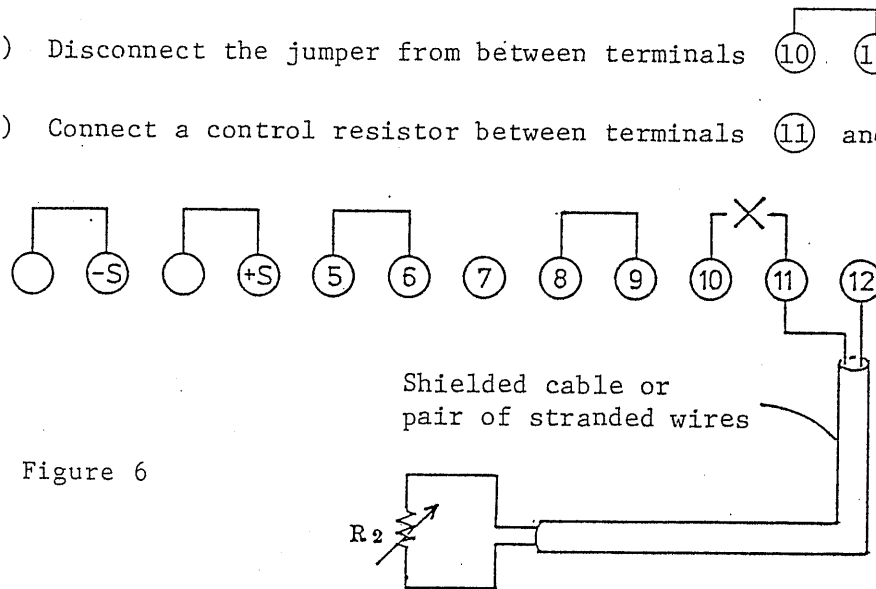 ) Disconnect the jumper from between terminals 10
) Connect a control resistor between terminals 11
-S +S 5 6 7 8 9 10 11 12
Shielded cable or
pair of stranded wires
Figure 6
R2